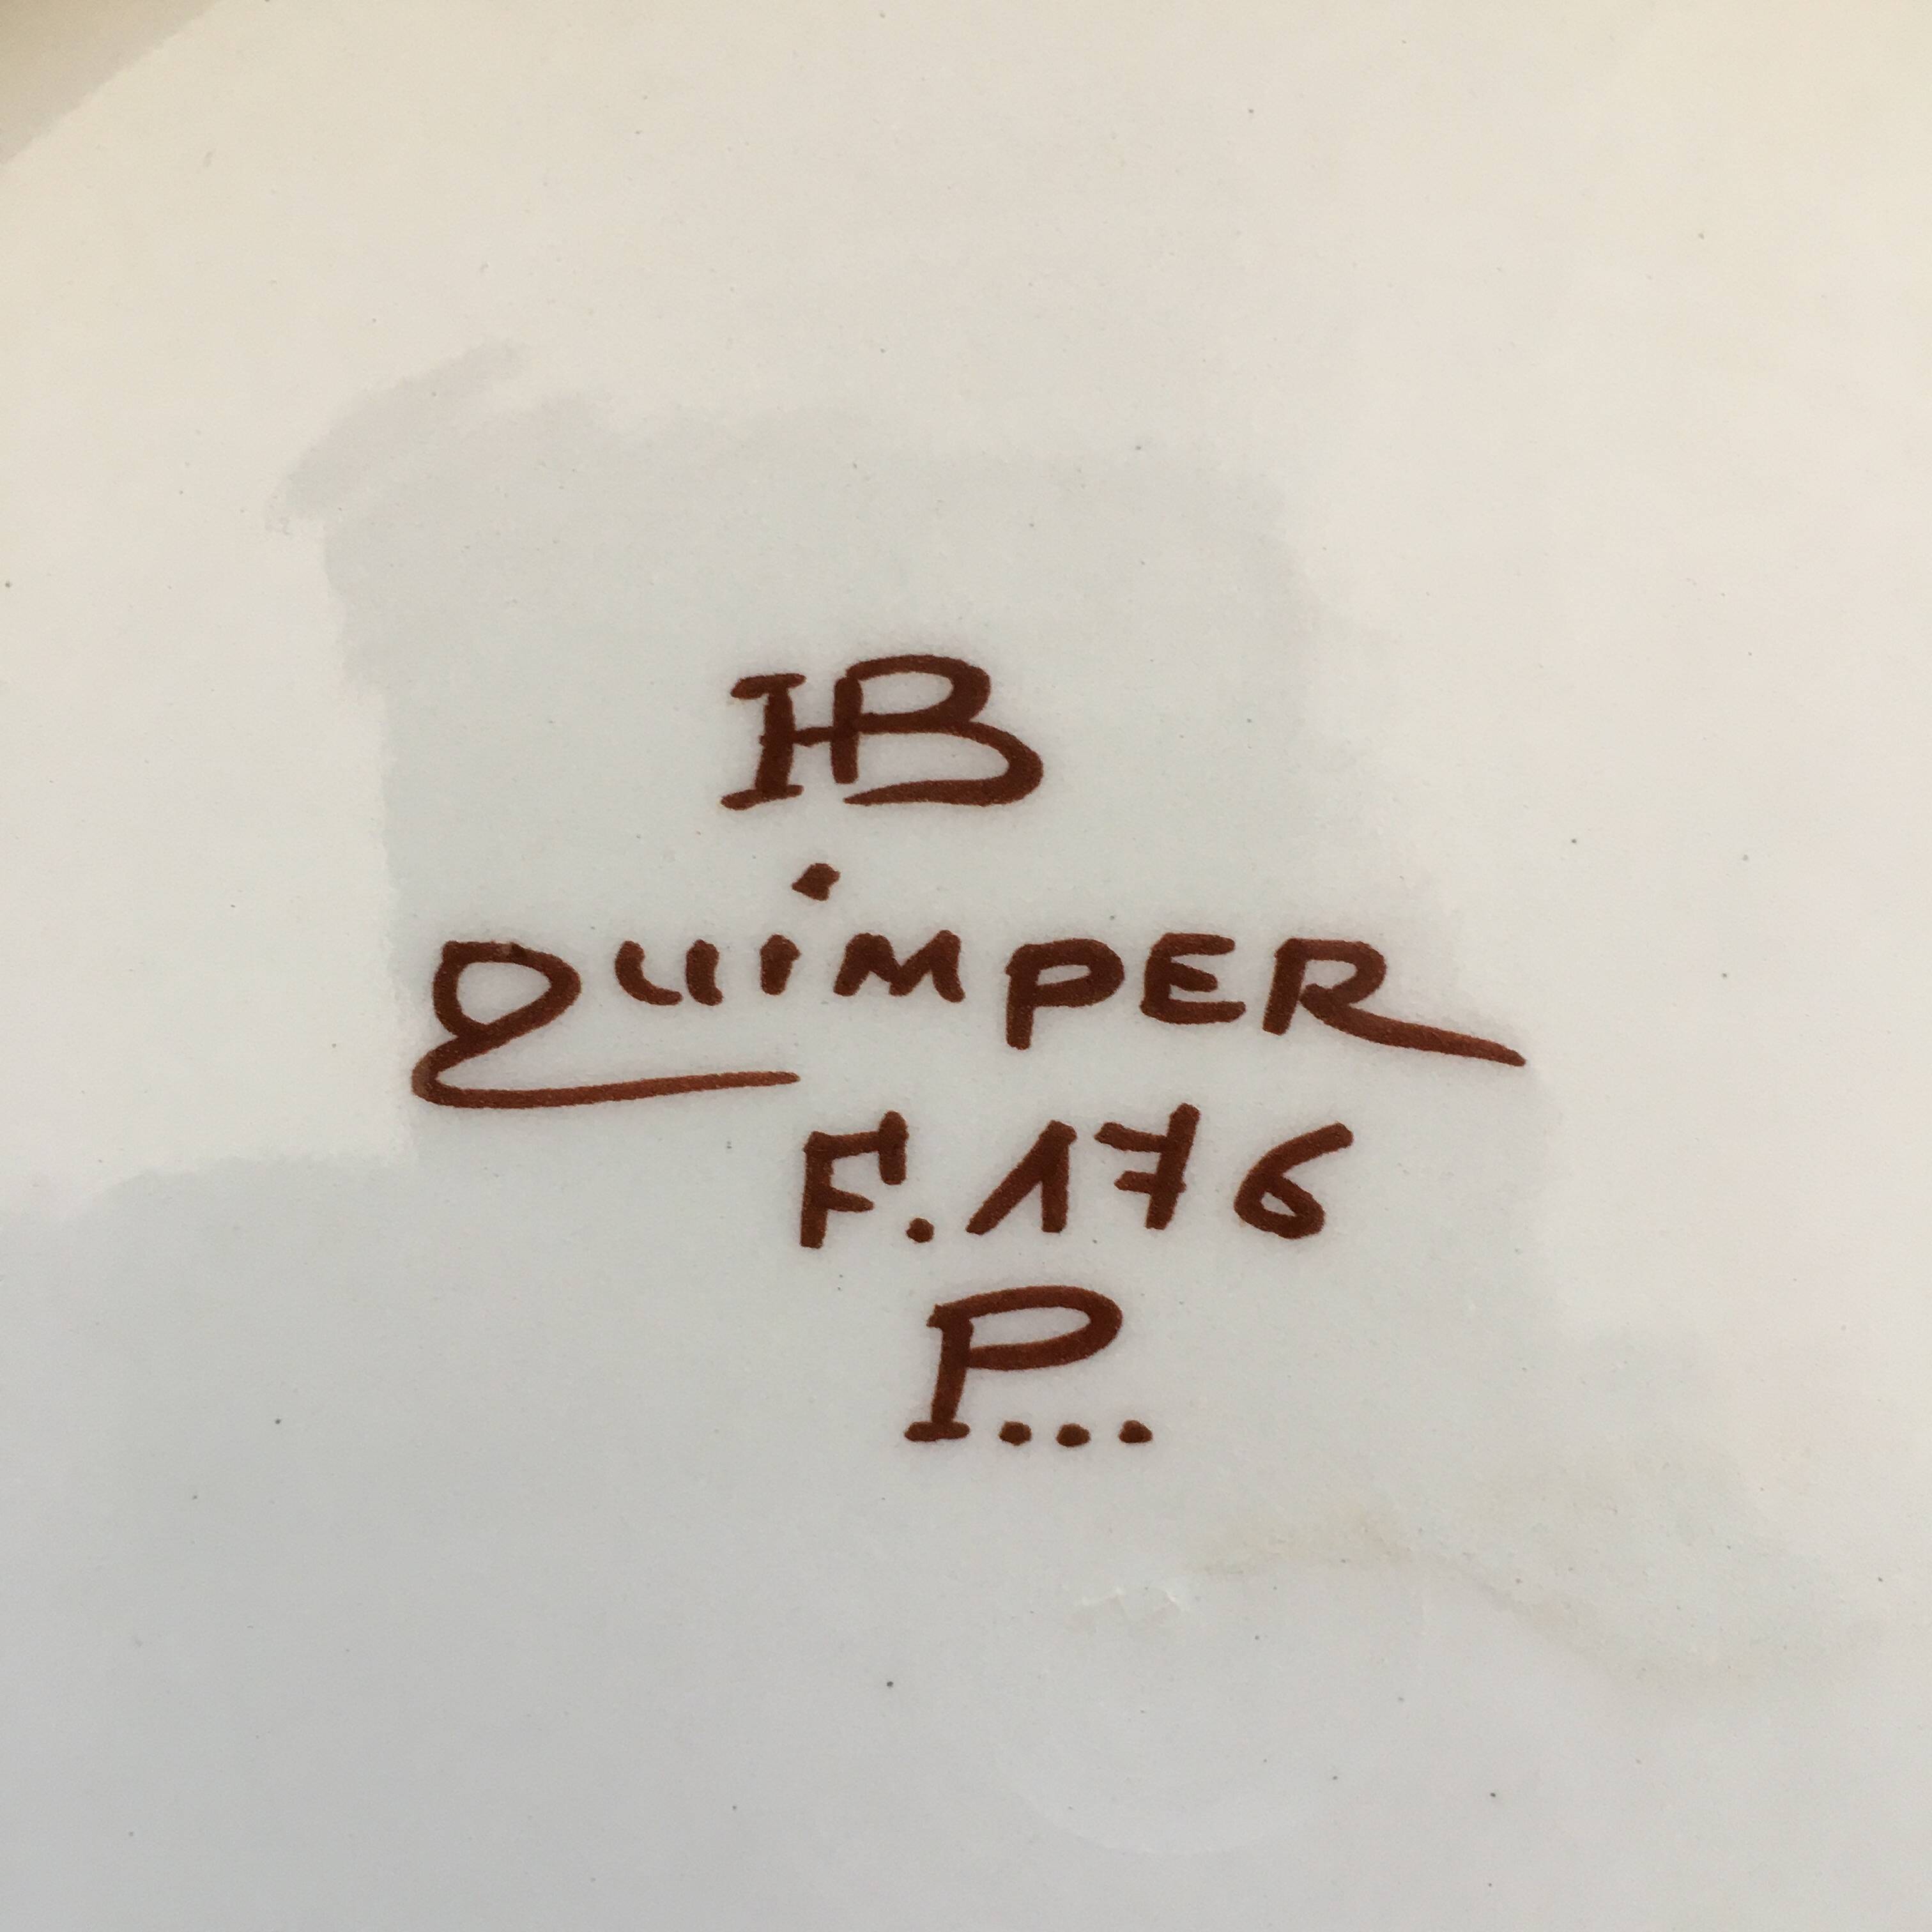 HB
QuimpER
F.176
P...